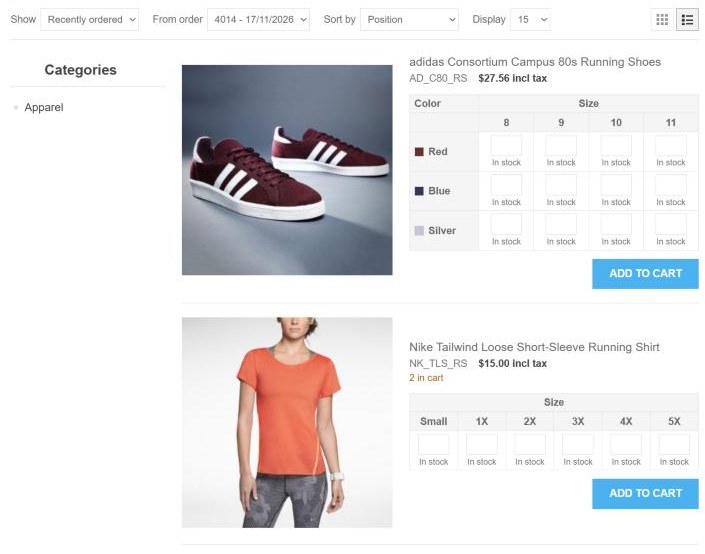 Show Recently ordered From order 4014 - 17/11/2026 Sort by Position Display 15
Categories
Apparel
adidas Consortium Campus 80s Running Shoes
AD_C80_RS $27.56 incl tax
Color Size
8 9 10 11
Red
In stock In stock In stock In stock
Blue
In stock In stock In stock In stock
Silver
In stock In stock In stock In stock
ADD TO CART
Nike Tailwind Loose Short-Sleeve Running Shirt
NK_TLS_RS $15.00 incl tax
2 in cart
Size
Small 1X 2X 3X 4X 5X
In stock In stock In stock In stock In stock In stock
ADD TO CART